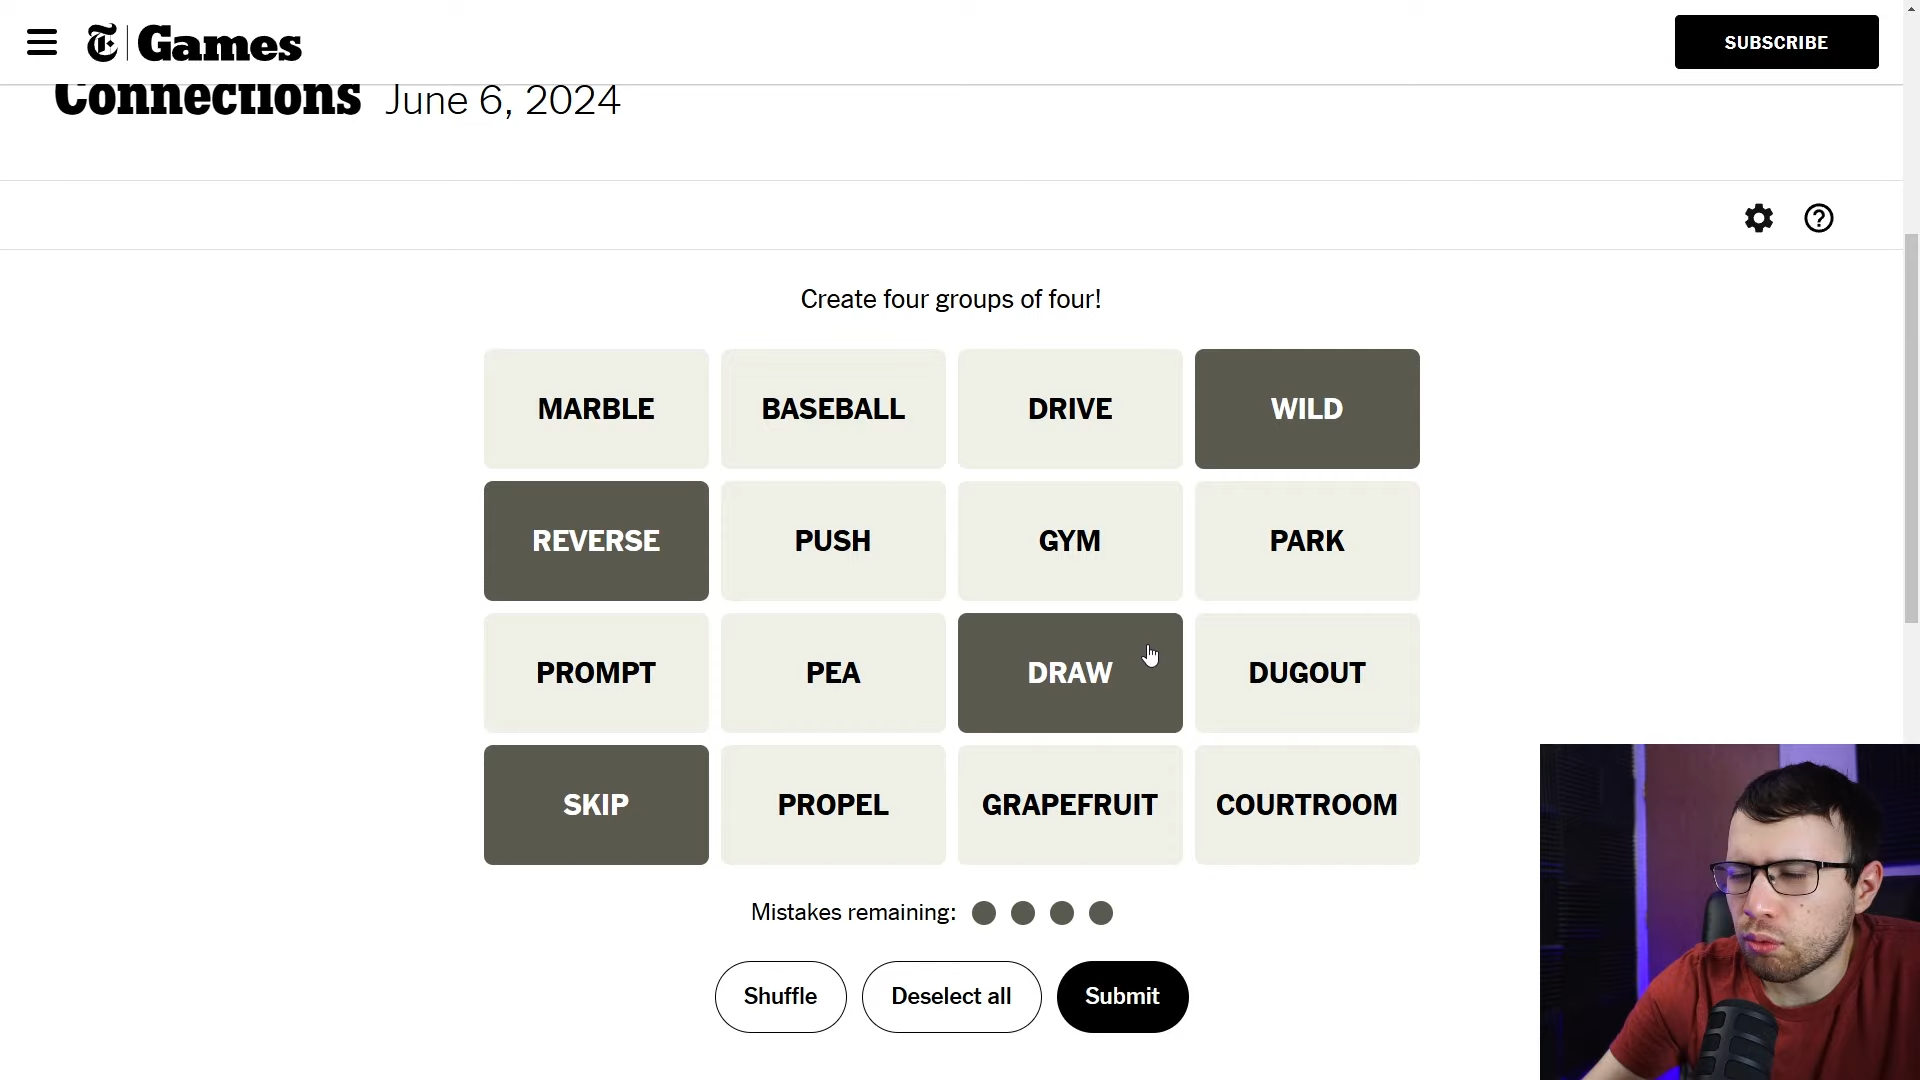 T Games
SUBSCRIBE
Connections June 6, 2024
Create four groups of four!
MARBLE BASEBALL DRIVE WILD
REVERSE PUSH GYM PARK
PROMPT PEA DRAW DUGOUT
SKIP PROPEL GRAPEFRUIT COURTROOM
Mistakes remaining:
Shuffle Deselect all Submit